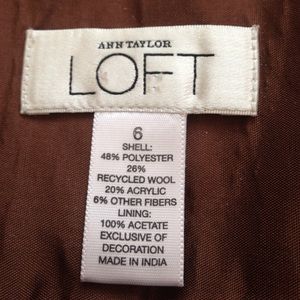 ANN TAYLOR
LOFT
6
SHELL:
48% POLYESTER
26%
RECYCLED WOOL
20% ACRYLIC
6% OTHER FIBERS
LINING:
100% ACETATE
EXCLUSIVE OF
DECORATION
MADE IN INDIA